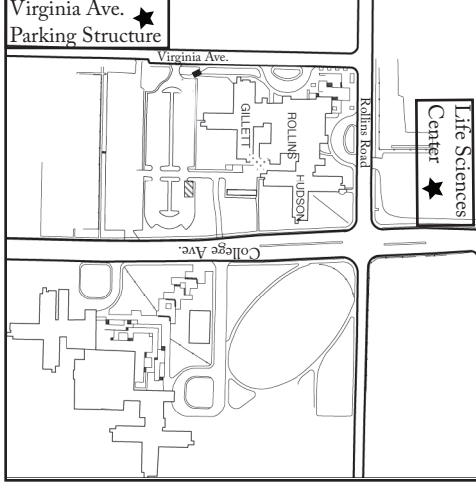 Virginia Ave.
Parking Structure
Virginia Ave.
GILLETT
ROLLINS
HUDSON
Rollins Road
Life Sciences
Center
College Ave.